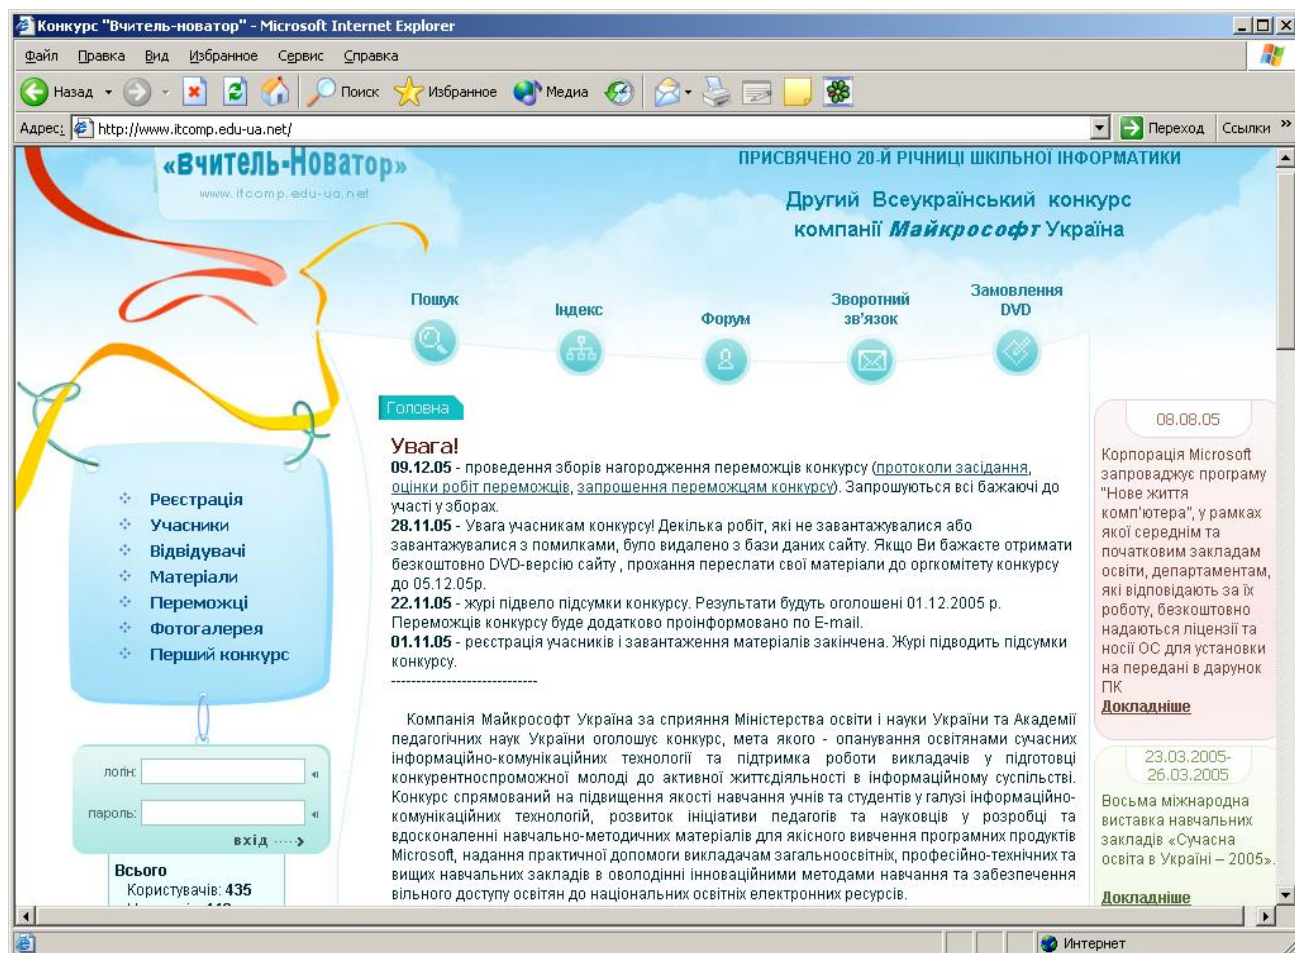 Конкурс "Вчитель-новатор" - Microsoft Internet Explorer
Файл Правка Вид Избранное Сервис Справка
Назад Поиск Избранное Медиа
Адрес: http://www.itcomp.edu-ua.net/ Переход Ссылки »
«Вчитель-Новатор»
www.itcomp.edu-ua.net
ПРИСВЯЧЕНО 20-Й РІЧНИЦІ ШКІЛЬНОЇ ІНФОРМАТИКИ
Другий Всеукраїнський конкурс
компанії Майкрософт Україна
Пошук
Індекс
Форум
Зворотний
зв'язок
Замовлення
DVD
Реєстрація
Учасники
Відвідувачі
Матеріали
Переможці
Фотогалерея
Перший конкурс
логін:
пароль:
вхід
Всього
Користувачів: 435
Головна
Увага!
09.12.05 - проведення зборів нагородження переможців конкурсу (протоколи засідання,
оцінки робіт переможців, запрошення переможцям конкурсу). Запрошуються всі бажаючі до
участі у зборах.
28.11.05 - Увага учасникам конкурсу! Декілька робіт, які не завантажувалися або
завантажувалися з помилками, було видалено з бази даних сайту. Якщо Ви бажаєте отримати
безкоштовно DVD-версію сайту , прохання переслати свої матеріали до оргкомітету конкурсу
до 05.12.05р.
22.11.05 - журі підвело підсумки конкурсу. Результати будуть оголошені 01.12.2005 р.
Переможців конкурсу буде додатково проінформовано по E-mail.
01.11.05 - реєстрація учасників і завантаження матеріалів закінчена. Журі підводить підсумки
конкурсу.
-----------------------------
Компанія Майкрософт Україна за сприяння Міністерства освіти і науки України та Академії
педагогічних наук України оголошує конкурс, мета якого - опанування освітянами сучасних
інформаційно-комунікаційних технології та підтримка роботи викладачів у підготовці
конкурентноспроможної молоді до активної життєдіяльності в інформаційному суспільстві.
Конкурс спрямований на підвищення якості навчання учнів та студентів у галузі інформаційно-
комунікаційних технологій, розвиток ініціативи педагогів та науковців у розробці та
вдосконаленні навчально-методичних матеріалів для якісного вивчення програмних продуктів
Microsoft, надання практичної допомоги викладачам загальноосвітніх, професійно-технічних та
вищих навчальних закладів в оволодінні інноваційними методами навчання та забезпечення
вільного доступу освітян до національних освітніх електронних ресурсів.
08.08.05
Корпорація Microsoft
запроваджує програму
"Нове життя
комп'ютера", у рамках
якої середнім та
початковим закладам
освіти, департаментам,
які відповідають за їх
роботу, безкоштовно
надаються ліцензії та
носії ОС для установки
на передані в дарунок
ПК
Докладніше
23.03.2005-
26.03.2005
Восьма міжнародна
виставка навчальних
закладів «Сучасна
освіта в Україні – 2005».
Докладніше
Интернет